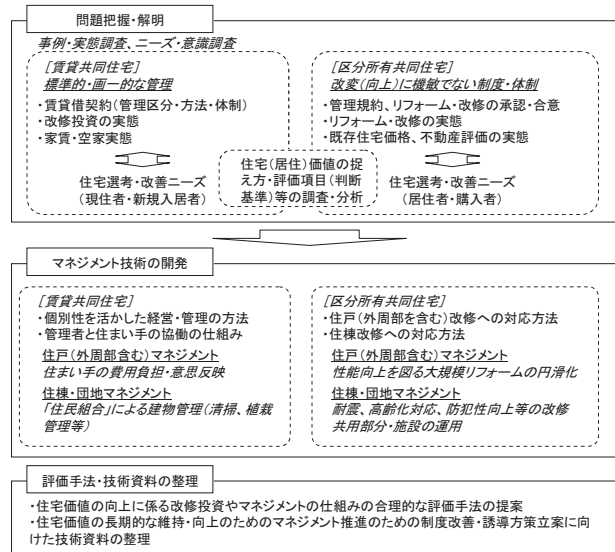 問題把握・解明
事例・実態調査、ニーズ・意識調査
［賃貸共同住宅］
標準的・画一的な管理
・賃貸借契約（管理区分・方法・体制）
・改修投資の実態
・家賃・空家実態
住宅選考・改善ニーズ
（現住者・新規入居者）
住宅（居住）価値の捉
え方・評価項目（判断
基準）等の調査・分析
［区分所有共同住宅］
改変（向上）に機敏でない制度・体制
・管理規約、リフォーム・改修の承認・合意
・リフォーム・改修の実態
・既存住宅価格、不動産評価の実態
住宅選考・改善ニーズ
（居住者・購入者）
マネジメント技術の開発
［賃貸共同住宅］
・個別性を活かした経営・管理の方法
・管理者と住まい手の協働の仕組み
住戸（外周部含む）マネジメント
住まい手の費用負担・意思反映
住棟・団地マネジメント
「住民組合」による建物管理（清掃、植栽
管理等）
［区分所有共同住宅］
・住戸（外周部を含む）改修への対応方法
・住棟改修への対応方法
住戸（外周部含む）マネジメント
性能向上を図る大規模リフォームの円滑化
住棟・団地マネジメント
耐震、高齢化対応、防犯性向上等の改修
共用部分・施設の運用
評価手法・技術資料の整理
・住宅価値の向上に係る改修投資やマネジメントの仕組みの合理的な評価手法の提案
・住宅価値の長期的な維持・向上のためのマネジメント推進のための制度改善・誘導方策立案に向
けた技術資料の整理